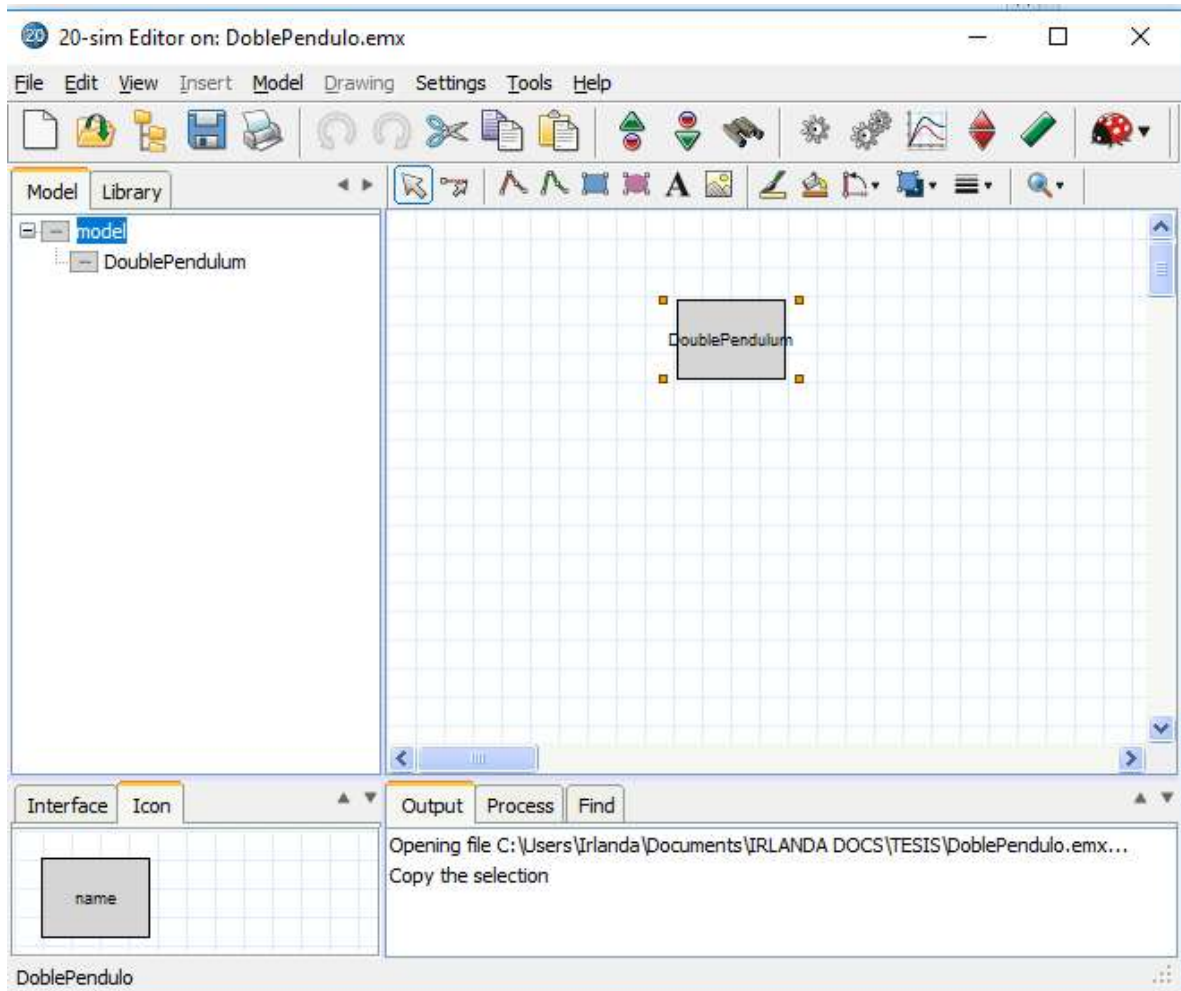 20-sim Editor on: DoblePendulo.emx
File Edit View Insert Model Drawing Settings Tools Help
Model Library
model
DoublePendulum
DoublePendulum
Interface Icon
name
Output Process Find
Opening file C:\Users\Irlanda\Documents\IRLANDA DOCS\TESIS\DoblePendulo.emx...
Copy the selection
DoblePendulo